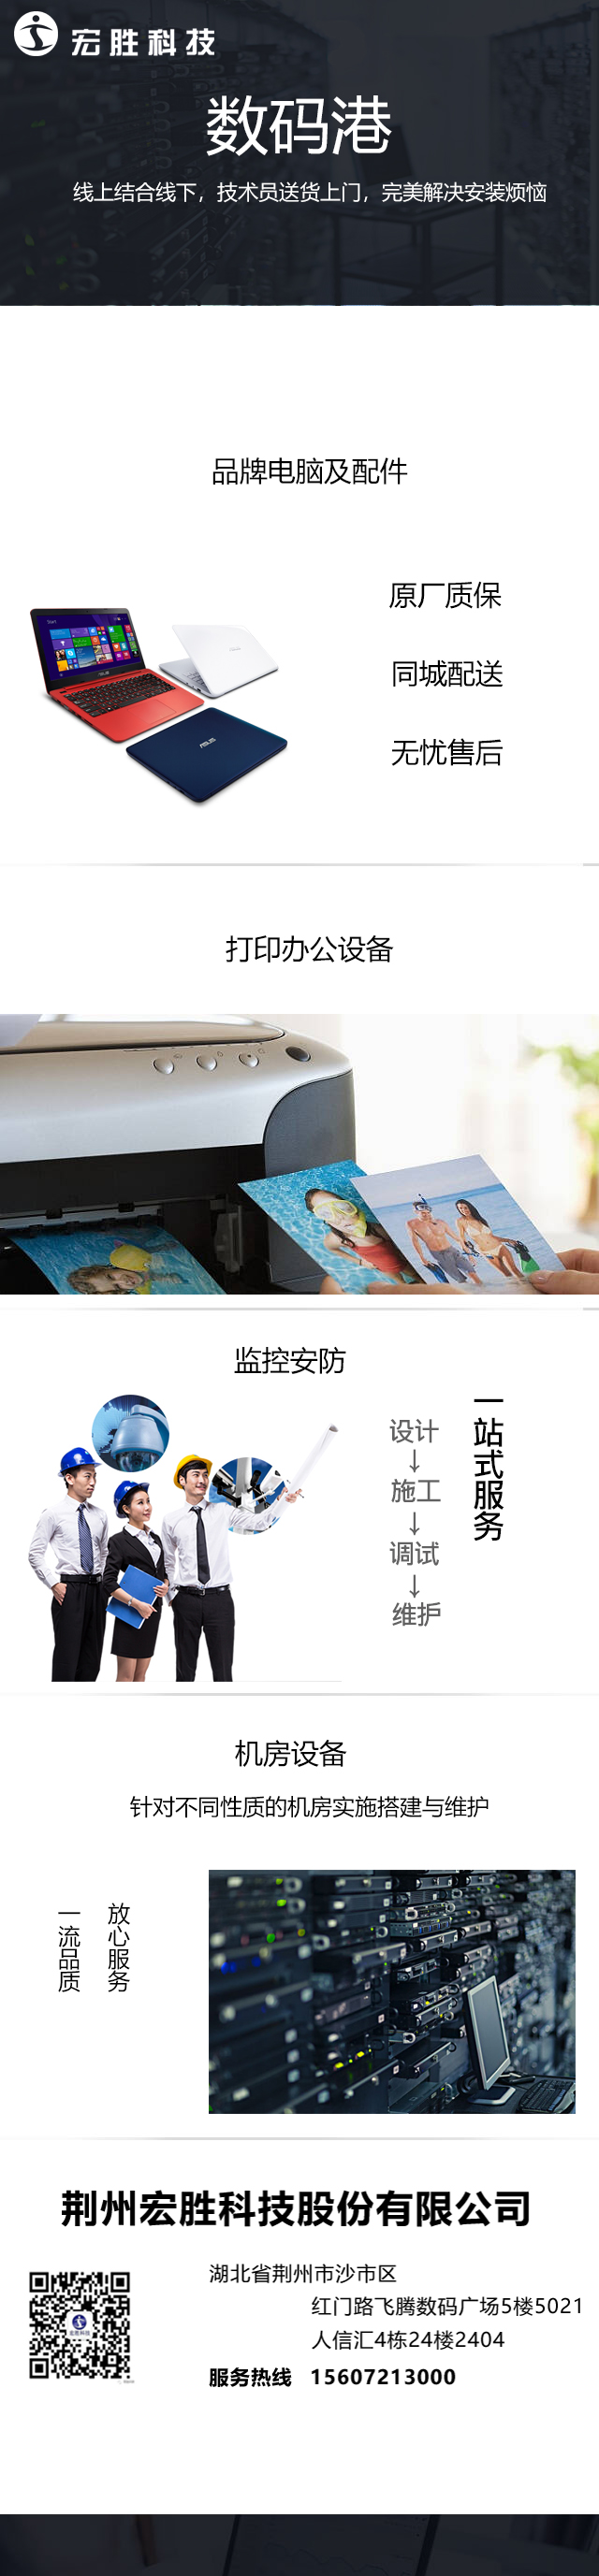 宏胜科技
数码港
线上结合线下，技术员送货上门，完美解决安装烦恼
品牌电脑及配件
原厂质保
同城配送
无忧售后
Start
ASUS
打印办公设备
监控安防
一站式服务
设计
↓
施工
↓
调试
↓
维护
机房设备
针对不同性质的机房实施搭建与维护
一流品质
放心服务
荆州宏胜科技股份有限公司
湖北省荆州市沙市区
红门路飞腾数码广场5楼5021
人信汇4栋24楼2404
服务热线 15607213000
宏胜科技